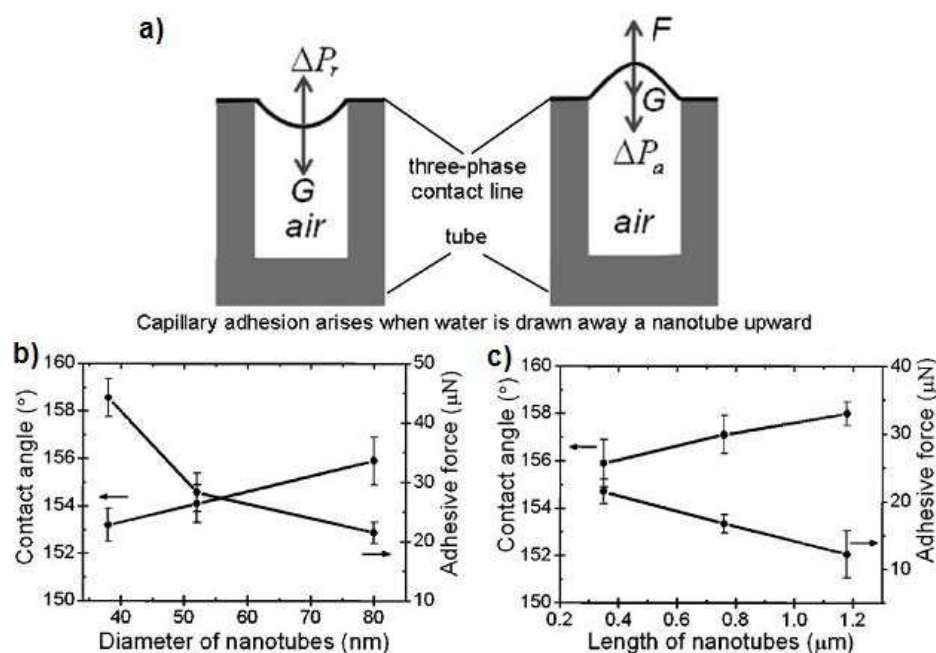 a)
ΔPr
G
air
F
G
ΔPa
air
three-phase
contact line
tube
Capillary adhesion arises when water is drawn away a nanotube upward
b)
160
158
156
154
152
150
Contact angle (°)
50
40
30
20
10
Adhesive force (μN)
40 50 60 70 80
Diameter of nanotubes (nm)
c)
160
158
156
154
152
150
Contact angle (°)
40
30
20
10
Adhesive force (μN)
0.2 0.4 0.6 0.8 1.0 1.2
Length of nanotubes (μm)